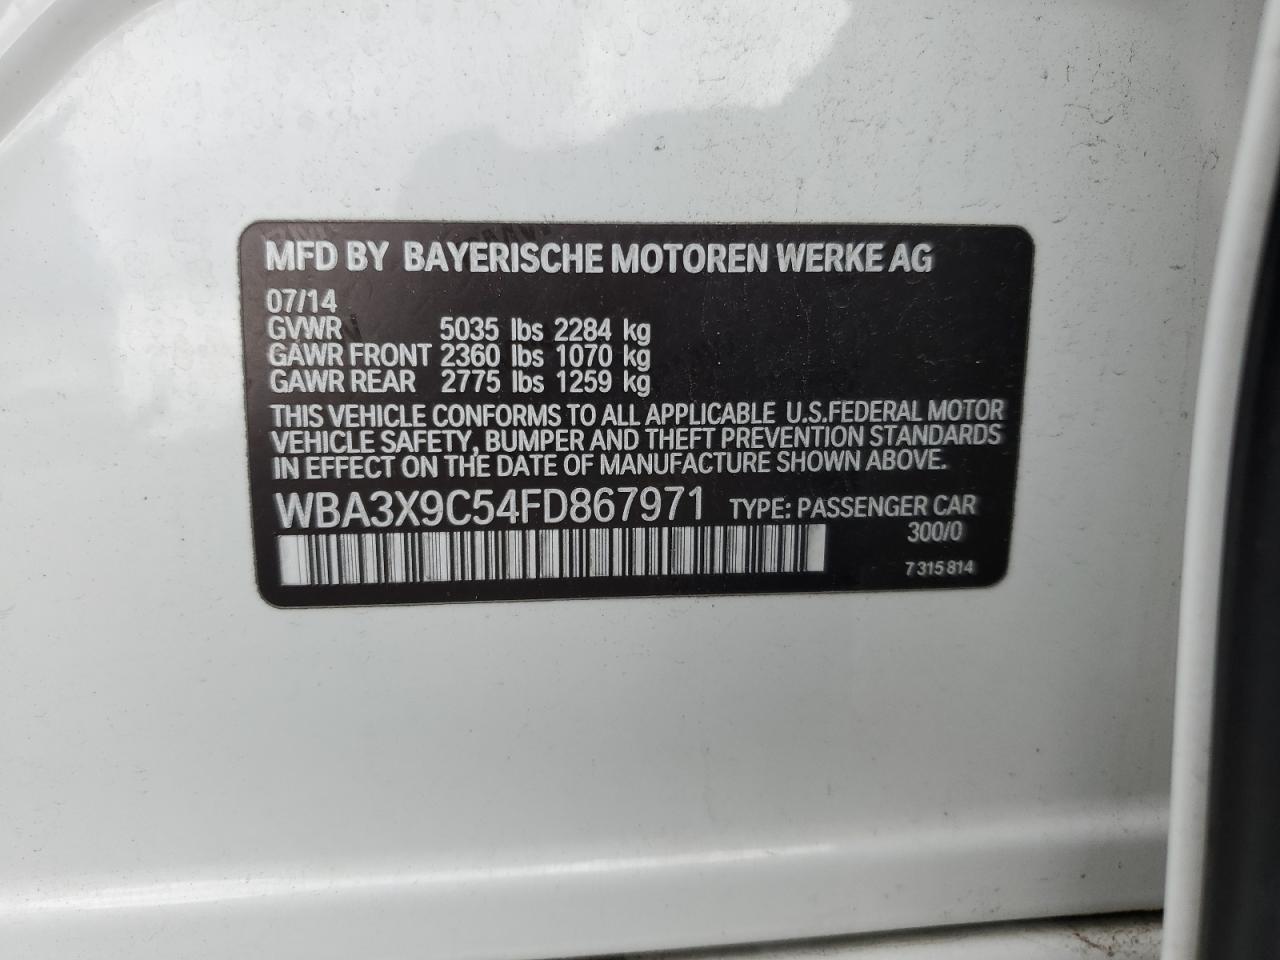 MFD BY BAYERISCHE MOTOREN WERKE AG
07/14
GVWR 5035 lbs 2284 kg
GAWR FRONT 2360 lbs 1070 kg
GAWR REAR 2775 lbs 1259 kg
THIS VEHICLE CONFORMS TO ALL APPLICABLE U.S.FEDERAL MOTOR
VEHICLE SAFETY, BUMPER AND THEFT PREVENTION STANDARDS
IN EFFECT ON THE DATE OF MANUFACTURE SHOWN ABOVE.
WBA3X9C54FD867971 TYPE: PASSENGER CAR
300/0
7 315 814